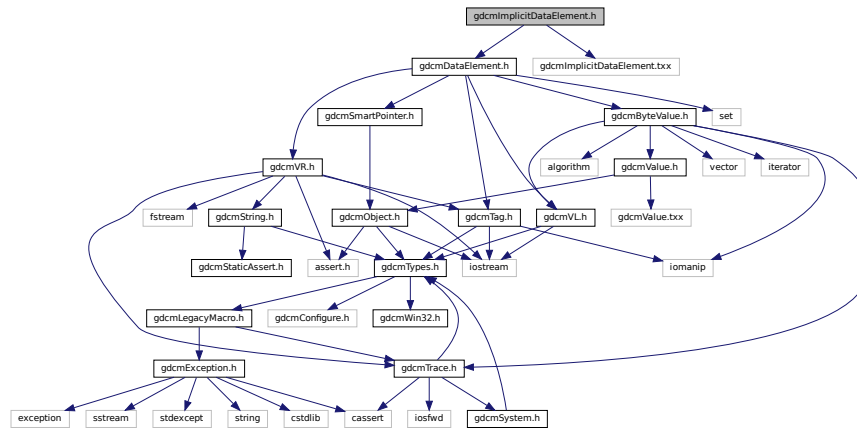 gdcmImplicitDataElement.h
gdcmDataElement.h
gdcmImplicitDataElement.txx
gdcmSmartPointer.h
gdcmByteValue.h
set
gdcmVR.h
algorithm
gdcmValue.h
vector
iterator
fstream
gdcmString.h
gdcmObject.h
gdcmTag.h
gdcmVL.h
gdcmValue.txx
gdcmStaticAssert.h
assert.h
gdcmTypes.h
iostream
iomanip
gdcmLegacyMacro.h
gdcmConfigure.h
gdcmWin32.h
gdcmException.h
gdcmTrace.h
exception
sstream
stdexcept
string
cstdlib
cassert
iosfwd
gdcmSystem.h